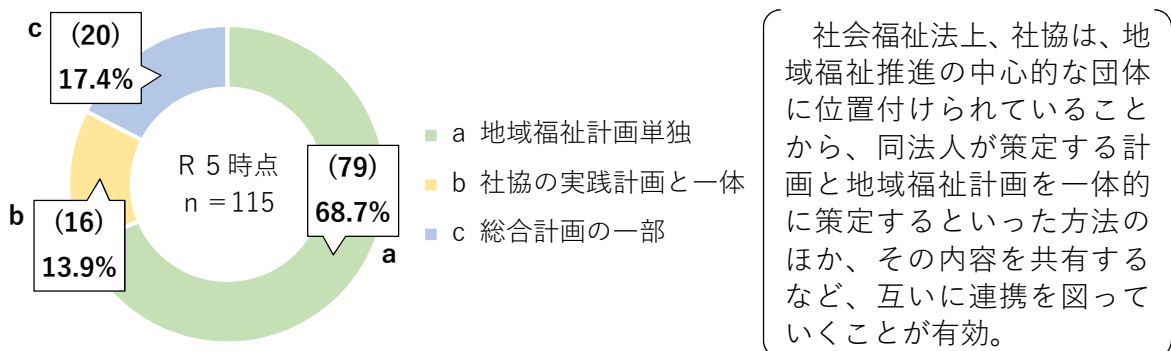 c
(20)
17.4%
R5時点
n=115
(79)
68.7%
a
b
(16)
13.9%
a 地域福祉計画単独
b 社協の実践計画と一体
c 総合計画の一部
社会福祉法上、社協は、地
域福祉推進の中心的な団体
に位置付けられていること
から、同法人が策定する計
画と地域福祉計画を一体的
に策定するといった方法の
ほか、その内容を共有する
など、互いに連携を図って
いくことが有効。